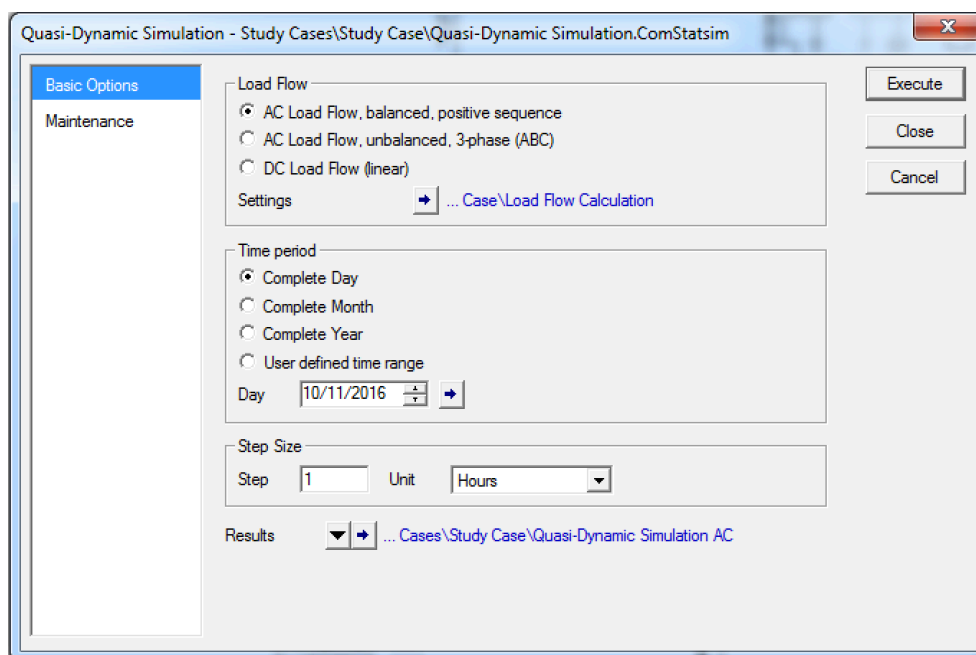 Quasi-Dynamic Simulation - Study Cases\Study Case\Quasi-Dynamic Simulation.ComStatsim
Basic Options
Maintenance
Load Flow
AC Load Flow, balanced, positive sequence
AC Load Flow, unbalanced, 3-phase (ABC)
DC Load Flow (linear)
Settings ... Case\Load Flow Calculation
Time period
Complete Day
Complete Month
Complete Year
User defined time range
Day 10/11/2016
Step Size
Step 1 Unit Hours
Results ... Cases\Study Case\Quasi-Dynamic Simulation AC
Execute
Close
Cancel